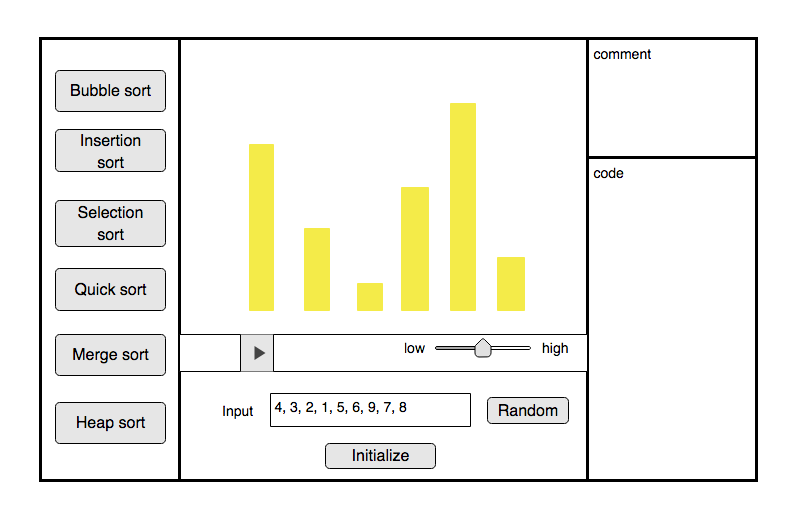 Bubble sort
Insertion
sort
Selection
sort
Quick sort
Merge sort
Heap sort
low
high
Input
4, 3, 2, 1, 5, 6, 9, 7, 8
Random
Initialize
comment
code